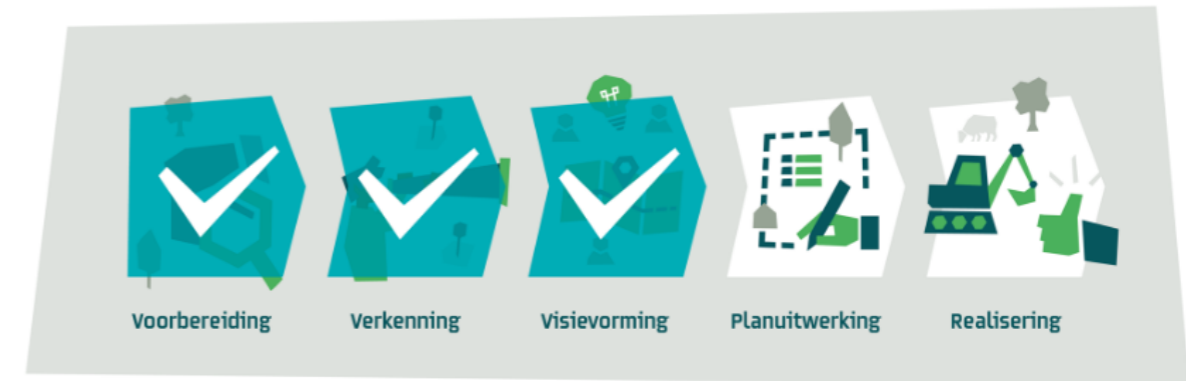 Voorbereiding
Verkenning
Visievorming
Planuitwerking
Realisering